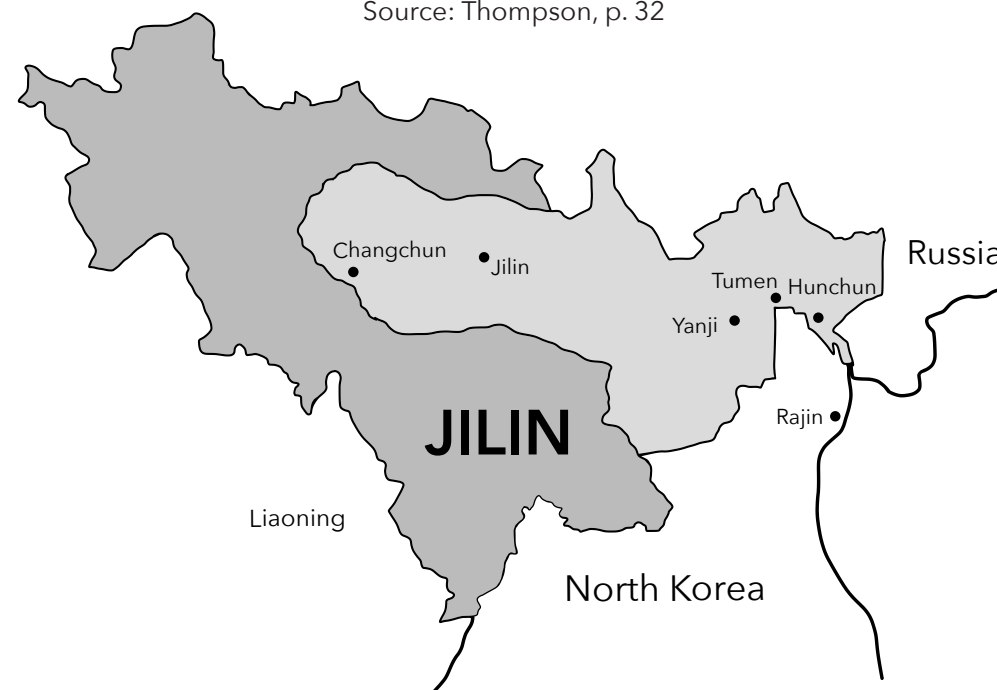 Source: Thompson, p. 32
Russia
Changchun
Jilin
Tumen
Hunchun
Yanji
Rajin
JILIN
Liaoning
North Korea